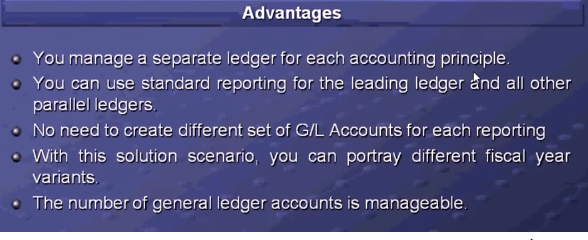 Advantages
You manage a separate ledger for each accounting principle.
You can use standard reporting for the leading ledger and all other
parallel ledgers.
No need to create different set of G/L Accounts for each reporting
With this solution scenario, you can portray different fiscal year
variants.
The number of general ledger accounts is manageable.